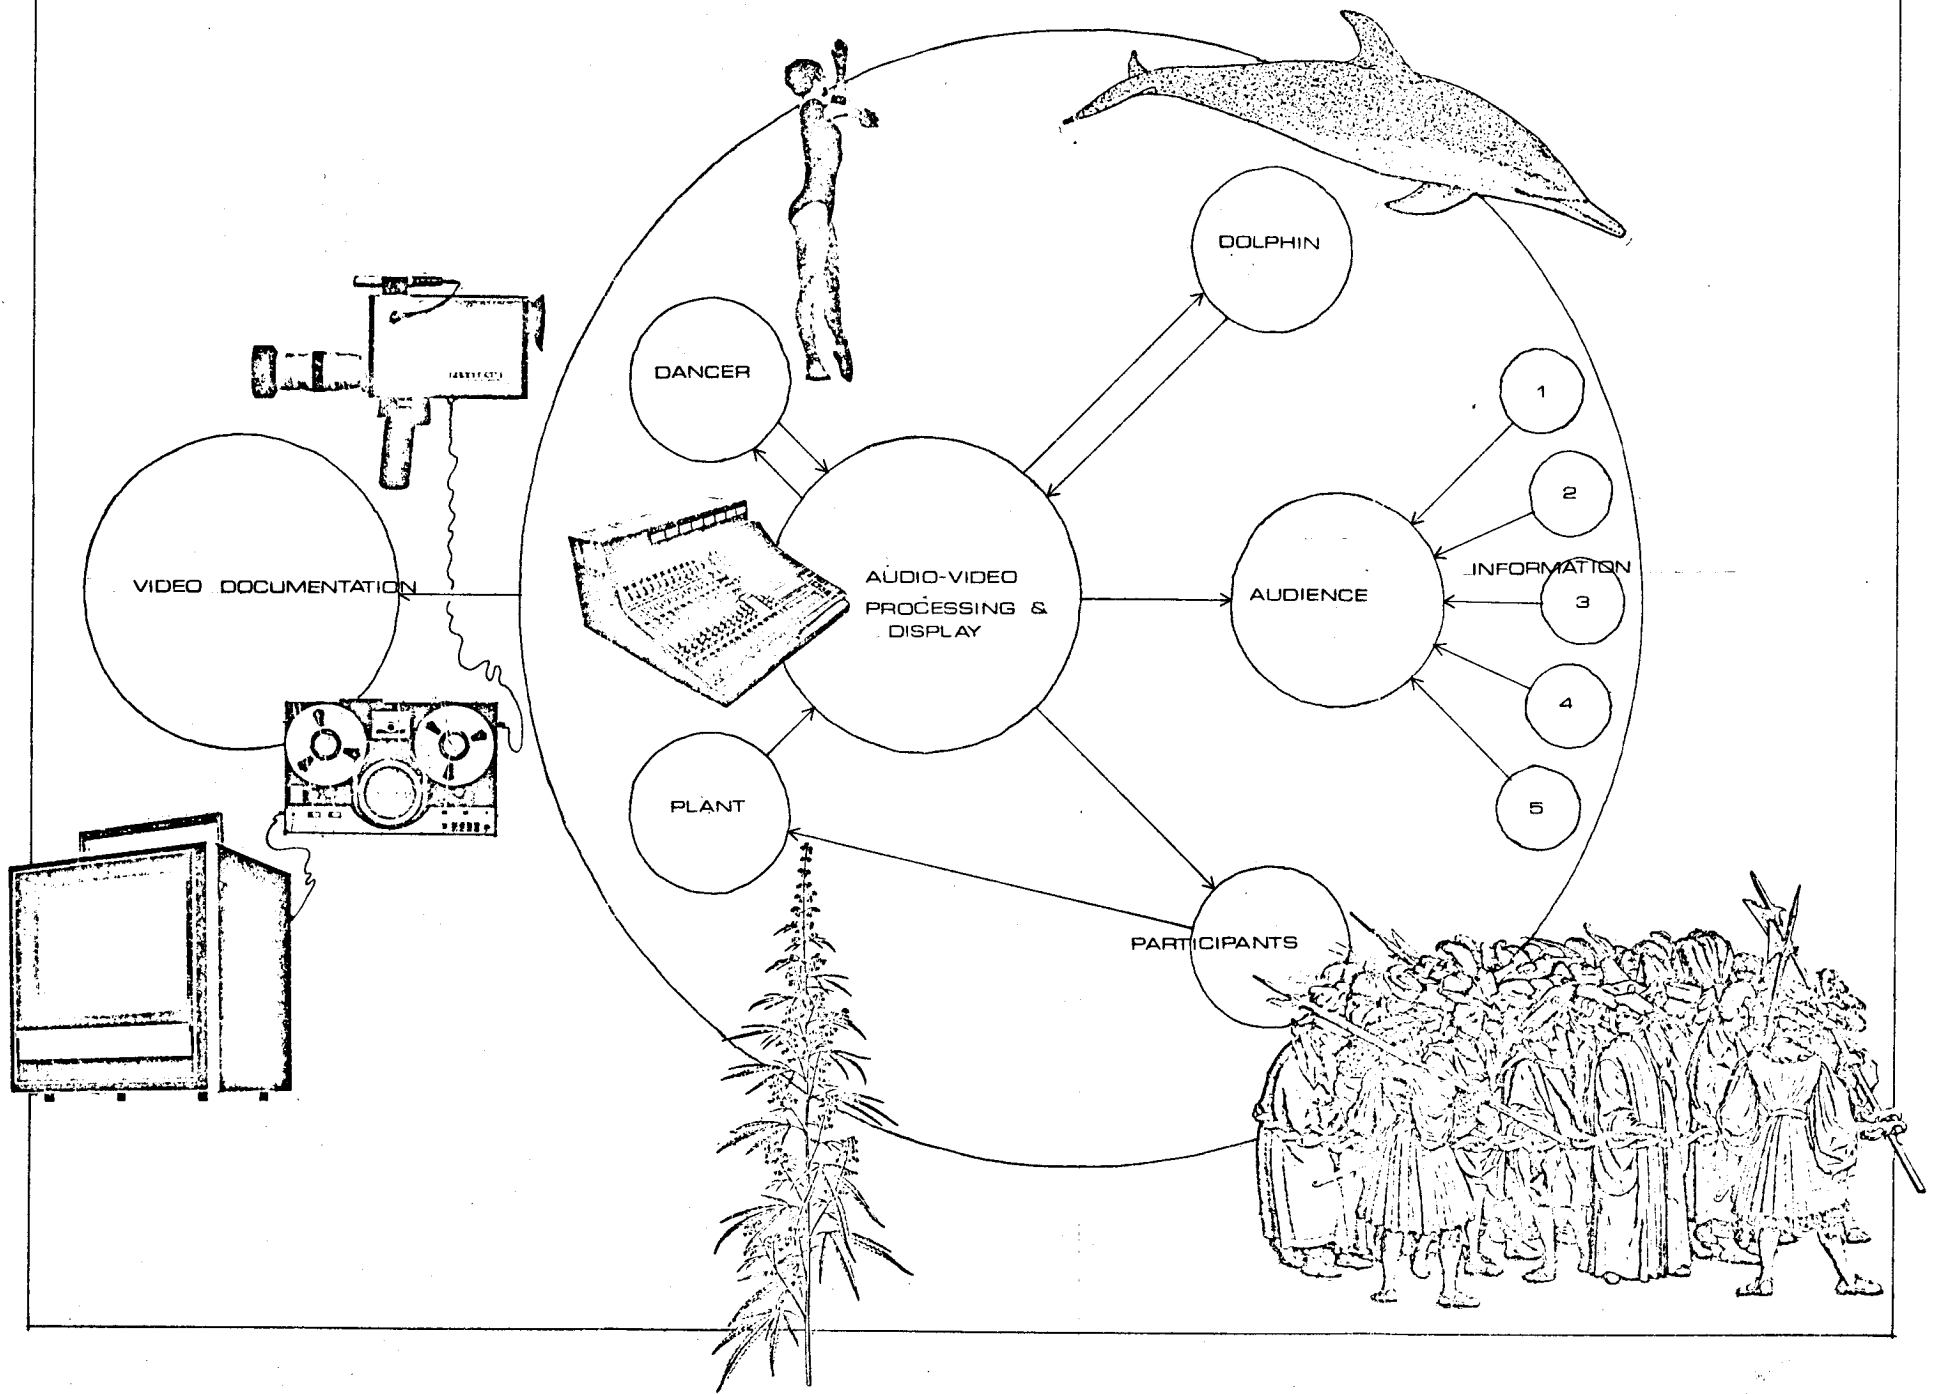 DOLPHIN
DANCER
1
2
INFORMATION
AUDIO-VIDEO
PROCESSING &
DISPLAY
VIDEO DOCUMENTATION
AUDIENCE
3
4
PLANT
5
PARTICIPANTS